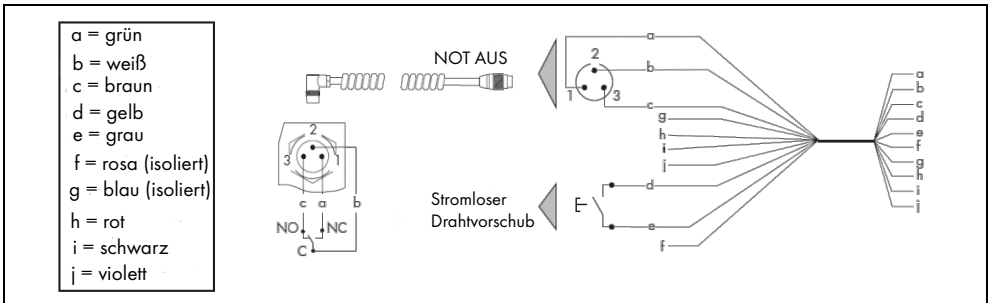 a = grün
b = weiß
c = braun
d = gelb
e = grau
f = rosa (isoliert)
g = blau (isoliert)
h = rot
i = schwarz
j = violett
NOT AUS
2
1
3
a
b
c
g
h
i
j
Stromloser
Drahtvorschub
d
e
f
a
b
c
d
e
f
g
h
i
j
2
3
1
c a b
NO NC
C